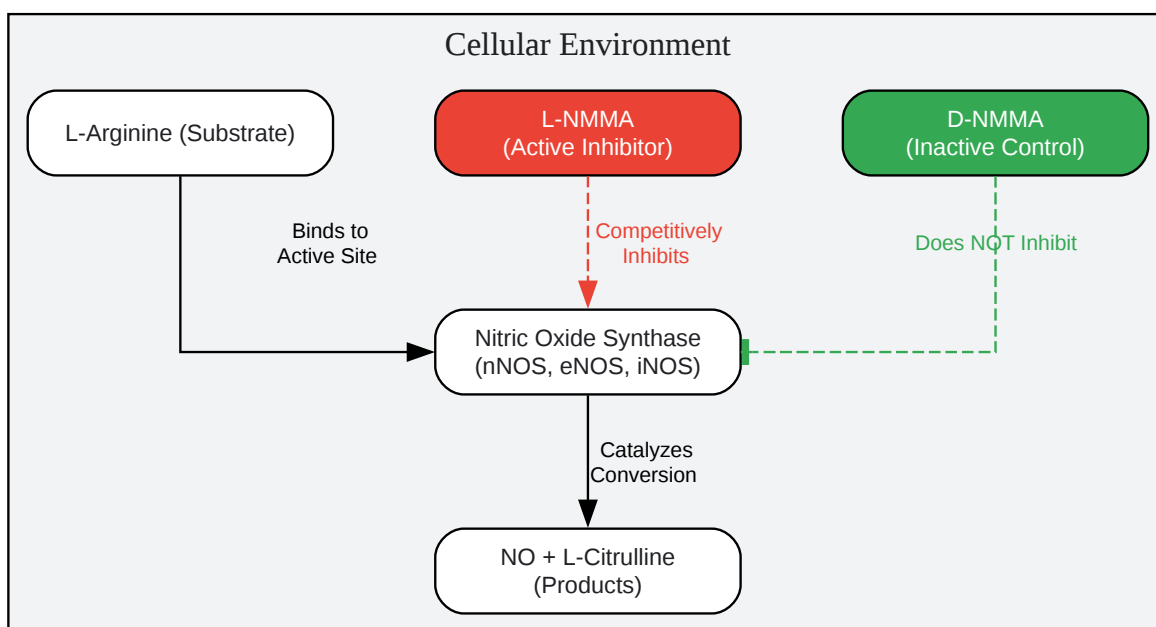 Cellular Environment
L-Arginine (Substrate)
L-NMMA
(Active Inhibitor)
D-NMMA
(Inactive Control)
Binds to
Active Site
Competitively
Inhibits
Does NOT Inhibit
Nitric Oxide Synthase
(nNOS, eNOS, iNOS)
Catalyzes
Conversion
NO + L-Citrulline
(Products)